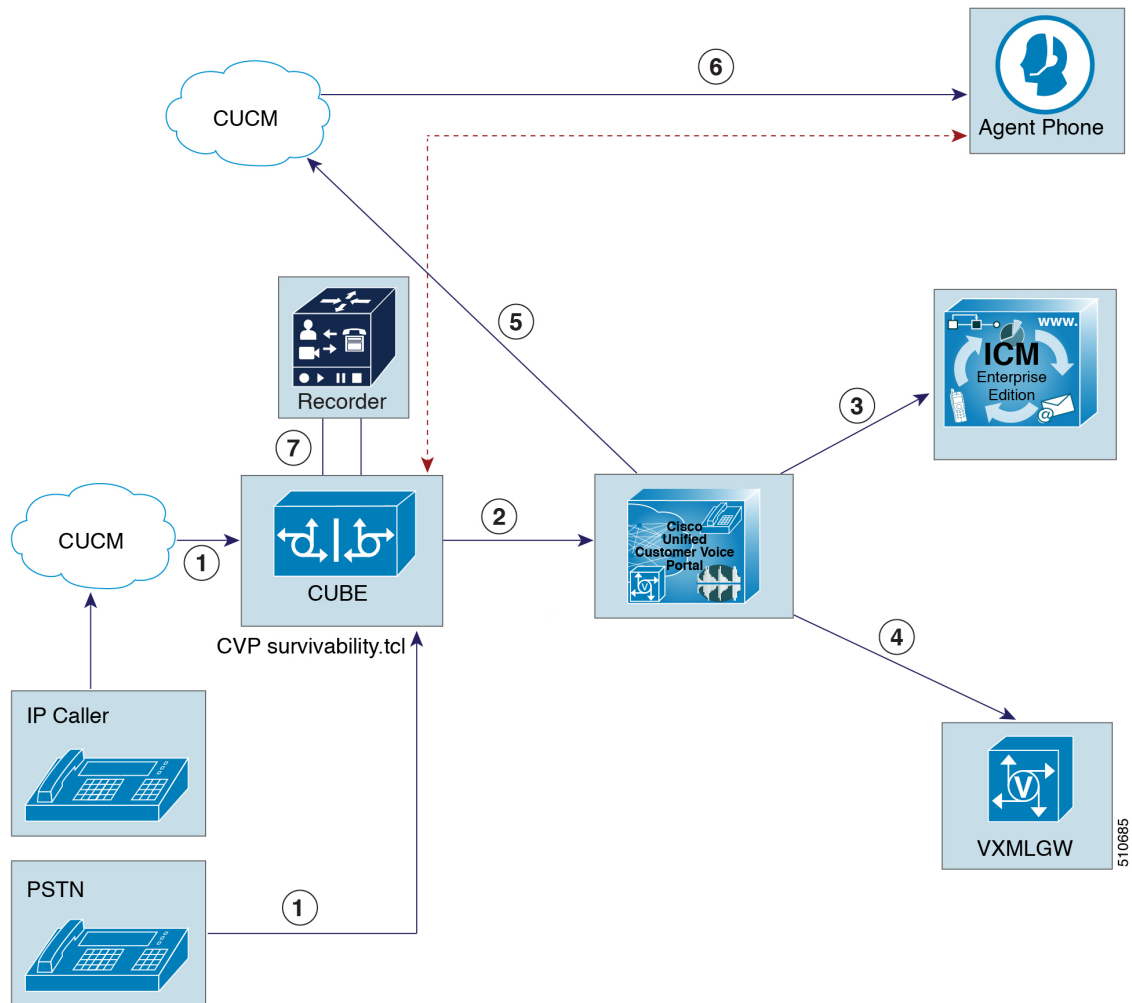 6
CUCM
Agent Phone
5
www.
ICM
Enterprise
Edition
@
Recorder
3
7
2
CUCM
1
Cisco
Unified
Customer Voice
Portal
V
CUBE
CVP survivability.tcl
4
IP Caller
V
VXMLGW
510685
PSTN
1